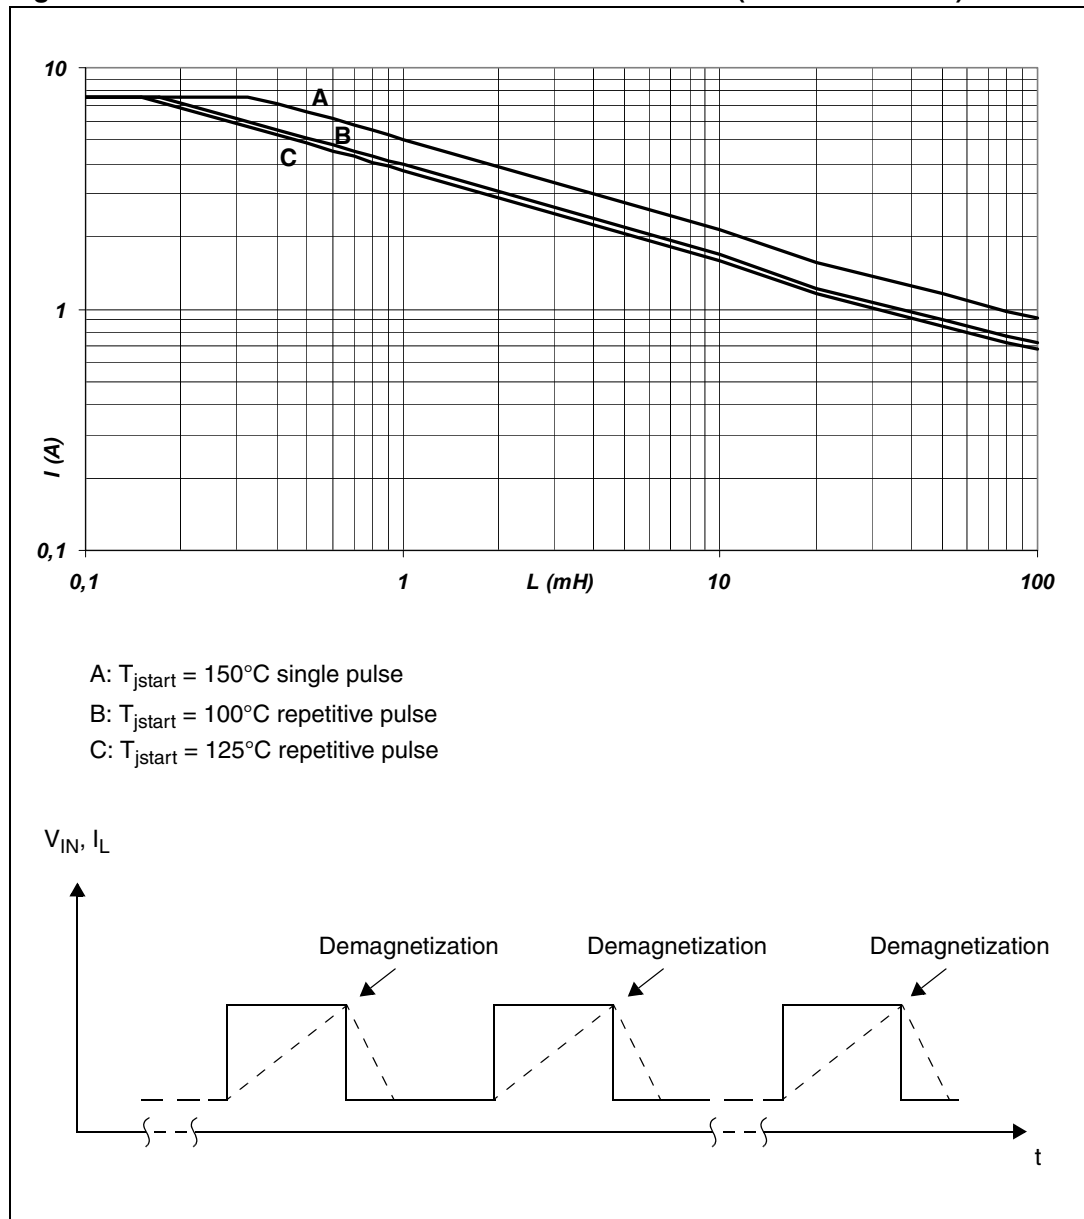 10
A
B
C
1
I (A)
0,1
0,1
1
L (mH)
10
100
A: Tjstart = 150°C single pulse
B: Tjstart = 100°C repetitive pulse
C: Tjstart = 125°C repetitive pulse
VIN, IL
Demagnetization
Demagnetization
Demagnetization
t